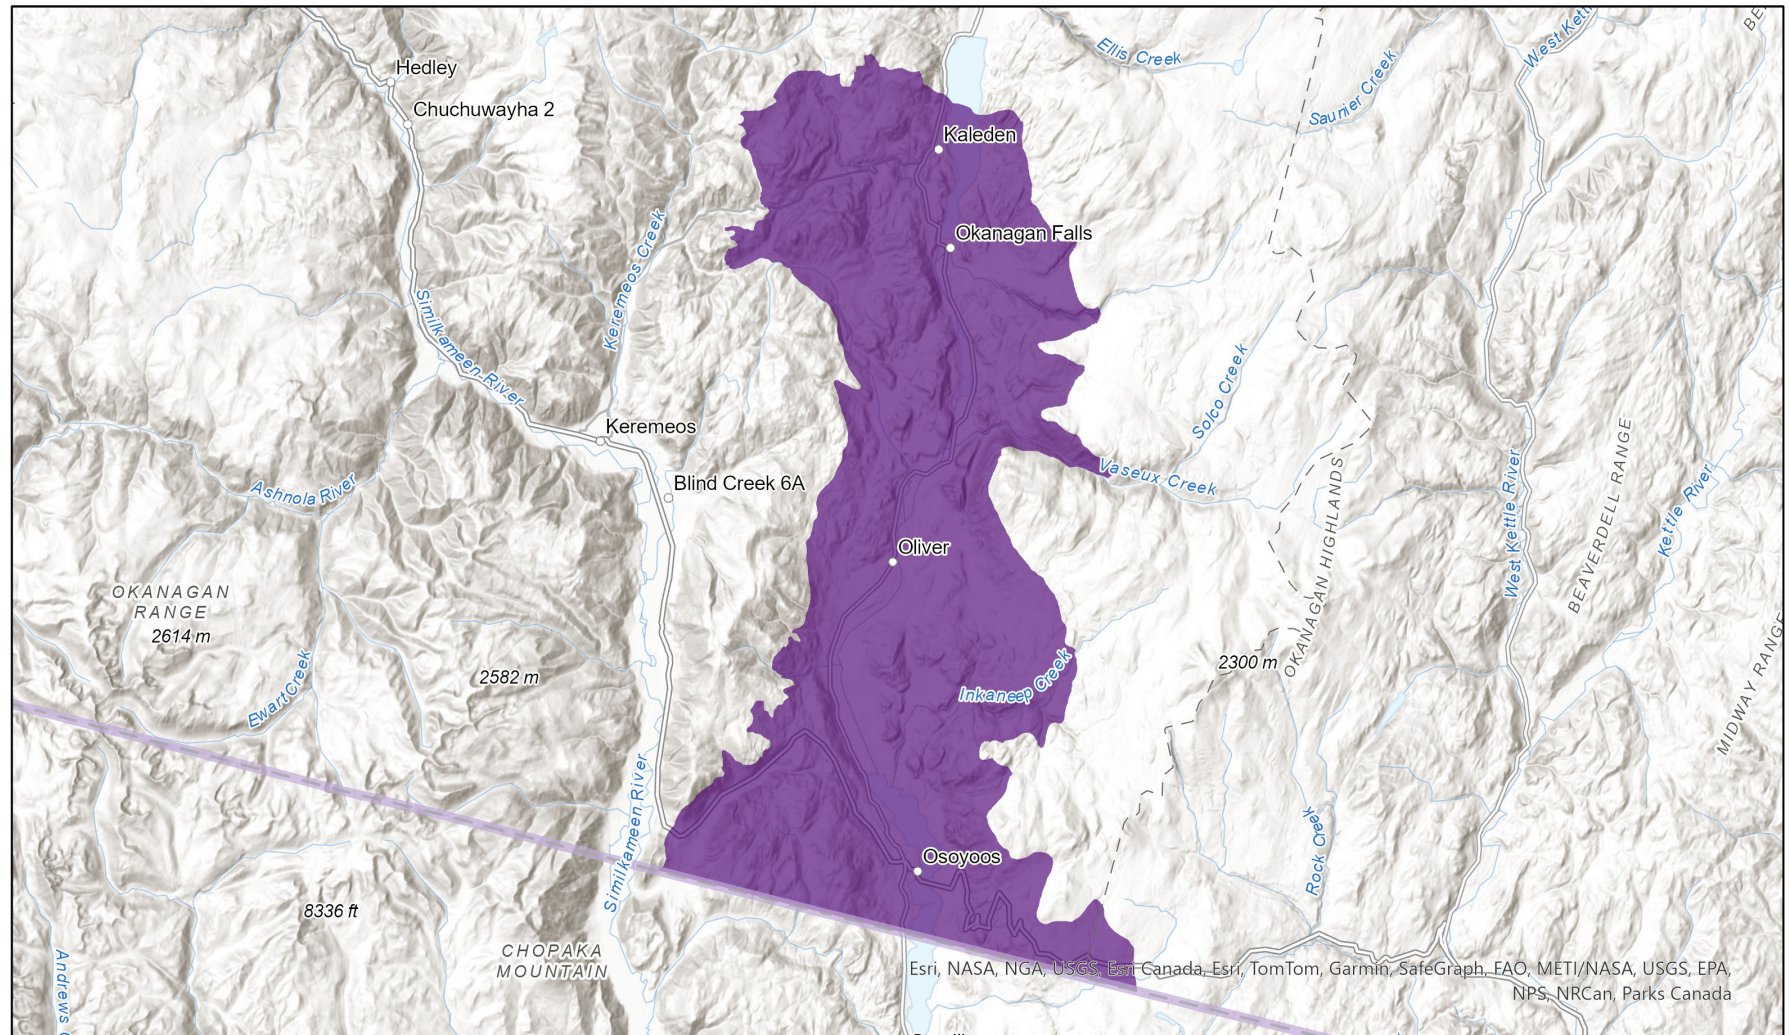 Hedley
Chuchuwayha 2
Ellis Creek
Saunier Creek
Kaleden
Okanagan Falls
Keremeos Creek
Similkameen River
Solco Creek
Keremeos
Blind Creek 6A
Vaseux Creek
Ashnola River
West Kettle River
BEAVERDELL RANGE
Kettle River
OKANAGAN HIGHLANDS
Oliver
OKANAGAN
RANGE
2614 m
2582 m
Ewart Creek
Inkaneep Creek
2300 m
MIDWAY RANGE
Similkameen River
Osoyoos
Rock Creek
8336 ft
CHOPAKA
MOUNTAIN
Andrews
Esri, NASA, NGA, USGS, Esri Canada, Esri, TomTom, Garmin, SafeGraph, FAO, METI/NASA, USGS, EPA,
NPS, NRCan, Parks Canada